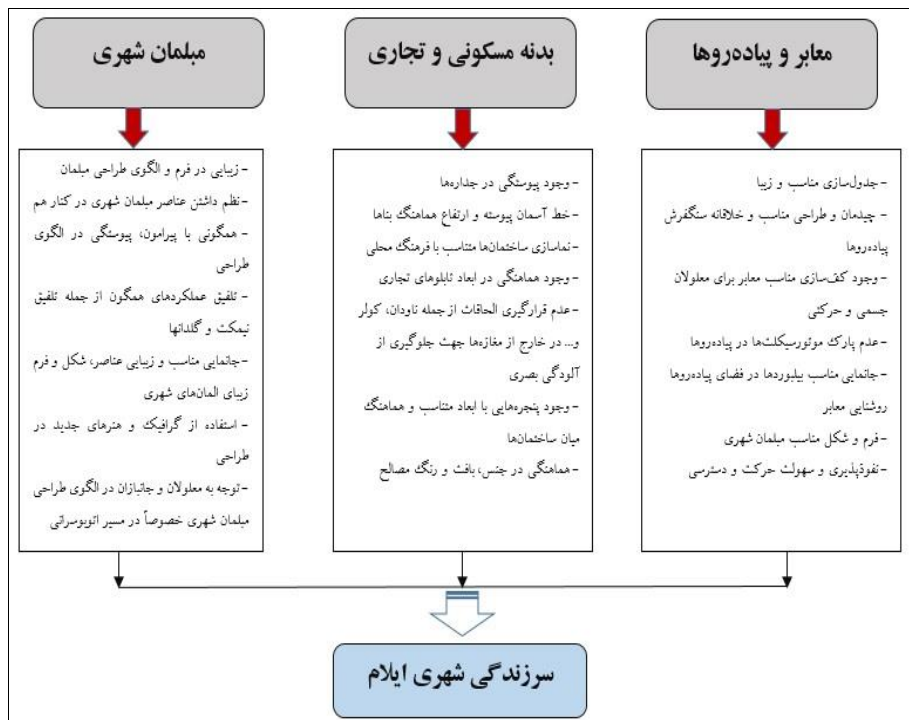 معابر و پیاده‌روها
-جدول‌سازی مناسب و زیبا
-چیدمان و طراحی مناسب و خلاقانه سنگفرش
پیاده‌روها
-وجود کف‌سازی مناسب معابر برای معلولان
جسمی و حرکتی
-عدم پارک موتورسیکلت‌ها در پیاده‌روها
-جانمایی مناسب بیلبوردها در فضای پیاده‌روها
روشنایی معابر
-فرم و شکل مناسب مبلمان شهری
-نفوذپذیری و سهولت حرکت و دسترسی
بدنه مسکونی و تجاری
-وجود پیوستگی در جداره‌ها
-خط آسمان پیوسته و ارتفاع هماهنگ بناها
-نماسازی ساختمان‌ها متناسب با فرهنگ محلی
-وجود هماهنگی در ابعاد تابلوهای تجاری
-عدم قرارگیری الحاقات از جمله ناودان، کولر
و... در خارج از مغازه‌ها جهت جلوگیری از
آلودگی بصری
-وجود پنجره‌هایی با ابعاد متناسب و هماهنگ
میان ساختمان‌ها
-هماهنگی در جنس، بافت و رنگ مصالح
مبلمان شهری
-زیبایی در فرم و الگوی طراحی مبلمان
-نظم داشتن عناصر مبلمان شهری در کنار هم
-همگونی با پیرامون، پیوستگی در الگوی
طراحی
-تلفیق عملکردهای همگون از جمله تلفیق
نیمکت و گلدانها
-جانمایی مناسب و زیبایی عناصر، شکل و فرم
زیبای المان‌های شهری
-استفاده از گرافیک و هنرهای جدید در
طراحی
-توجه به معلولان و جانبازان در الگوی طراحی
مبلمان شهری خصوصاً در مسیر اتوبوسرانی
سرزندگی شهری ایلام